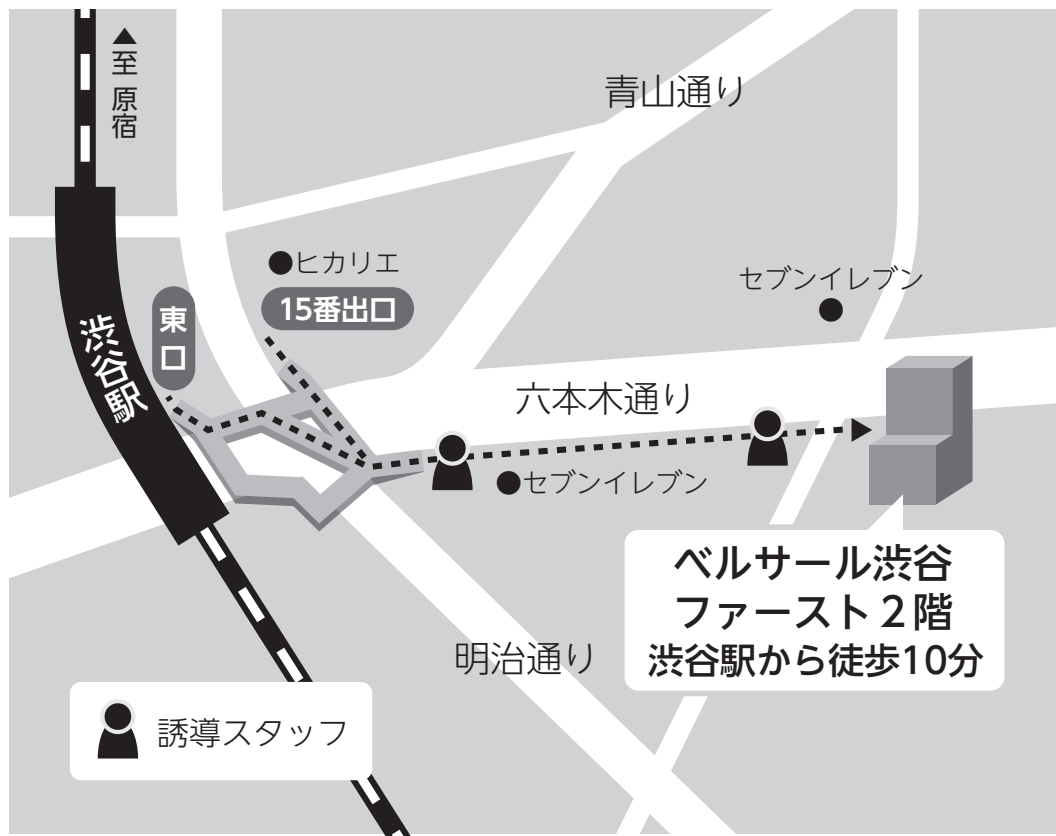 ▲至 原宿
青山通り
●ヒカリエ
15番出口
東口
渋谷駅
セブンイレブン
六本木通り
●セブンイレブン
ベルサール渋谷
ファースト2階
渋谷駅から徒歩10分
明治通り
誘導スタッフ